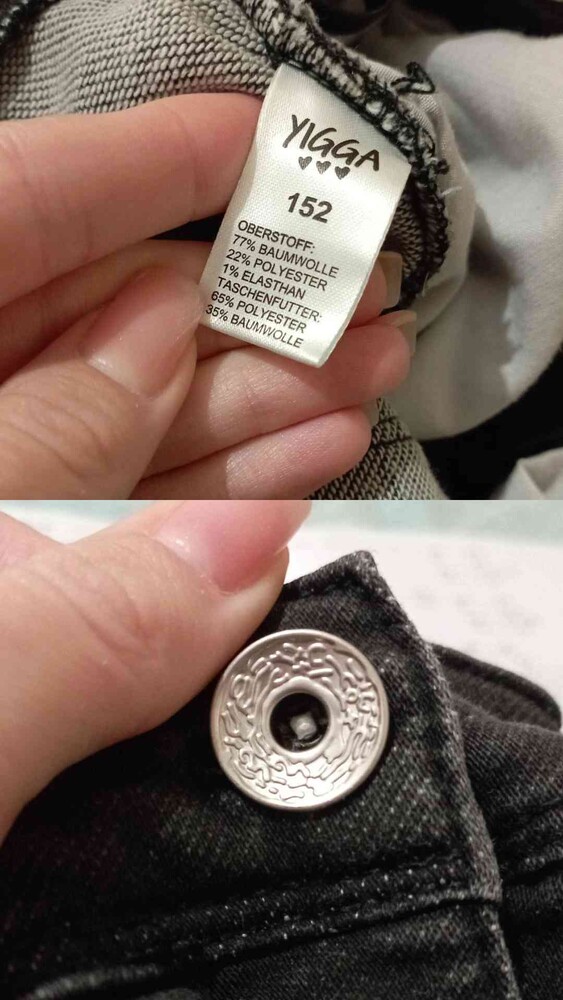 YIGGA
152
OBERSTOFF:
77% BAUMWOLLE
22% POLYESTER
1% ELASTHAN
TASCHENFUTTER:
65% POLYESTER
35% BAUMWOLLE